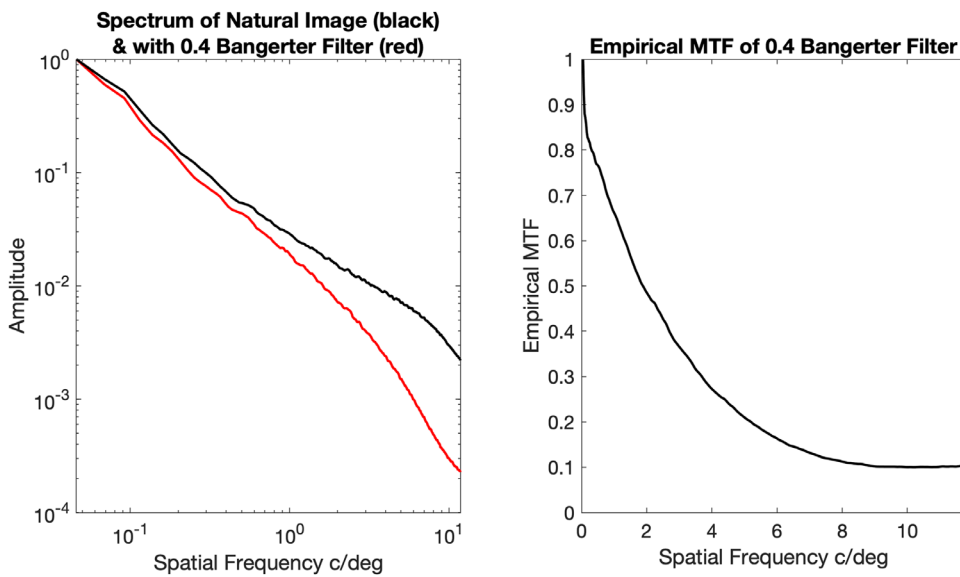 Spectrum of Natural Image (black)
& with 0.4 Bangerter Filter (red)
10^0
10^-1
10^-2
10^-3
10^-4
Amplitude
10^-1
10^0
10^1
Spatial Frequency c/deg
Empirical MTF of 0.4 Bangerter Filter
1
0.9
0.8
0.7
0.6
0.5
0.4
0.3
0.2
0.1
0
Empirical MTF
0 2 4 6 8 10
Spatial Frequency c/deg